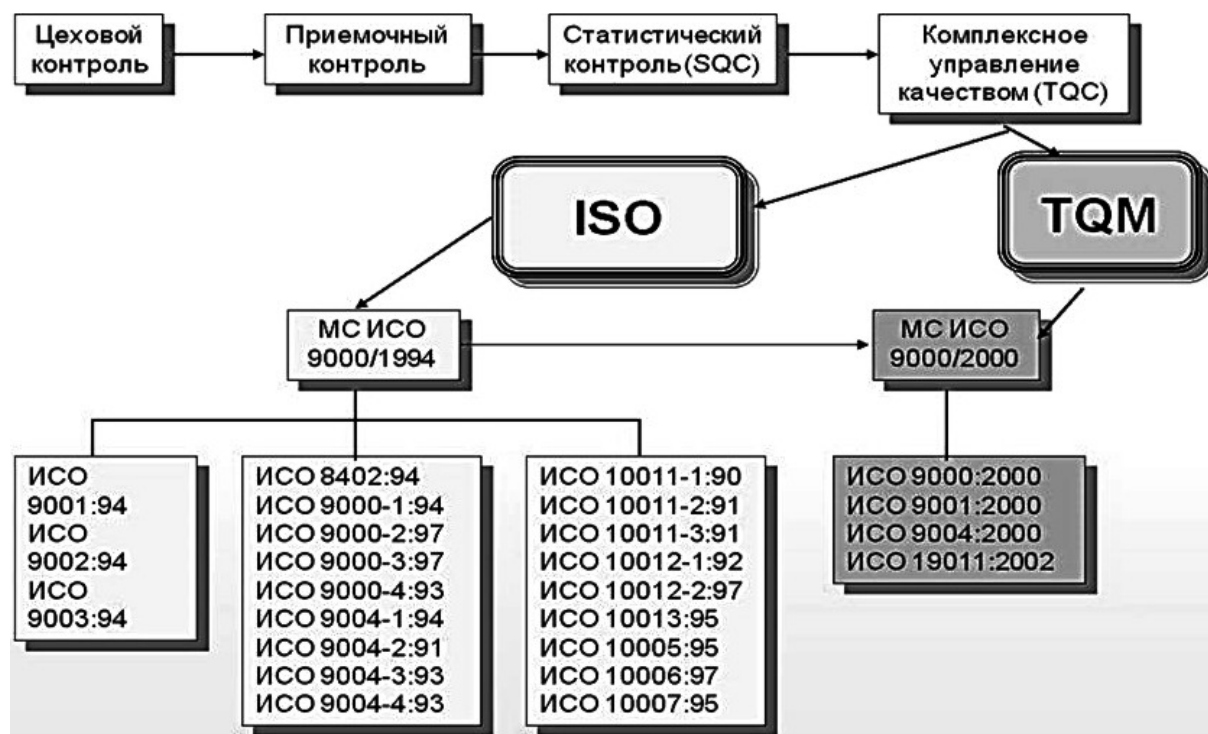 Цеховой
контроль
Приемочный
контроль
Статистический
контроль (SQC)
Комплексное
управление
качеством (TQC)
ISO
TQM
МС ИСО
9000/1994
МС ИСО
9000/2000
ИСО
9001:94
ИСО
9002:94
ИСО
9003:94
ИСО 8402:94
ИСО 9000-1:94
ИСО 9000-2:97
ИСО 9000-3:97
ИСО 9000-4:93
ИСО 9004-1:94
ИСО 9004-2:91
ИСО 9004-3:93
ИСО 9004-4:93
ИСО 10011-1:90
ИСО 10011-2:91
ИСО 10011-3:91
ИСО 10012-1:92
ИСО 10012-2:97
ИСО 10013:95
ИСО 10005:95
ИСО 10006:97
ИСО 10007:95
ИСО 9000:2000
ИСО 9001:2000
ИСО 9004:2000
ИСО 19011:2002